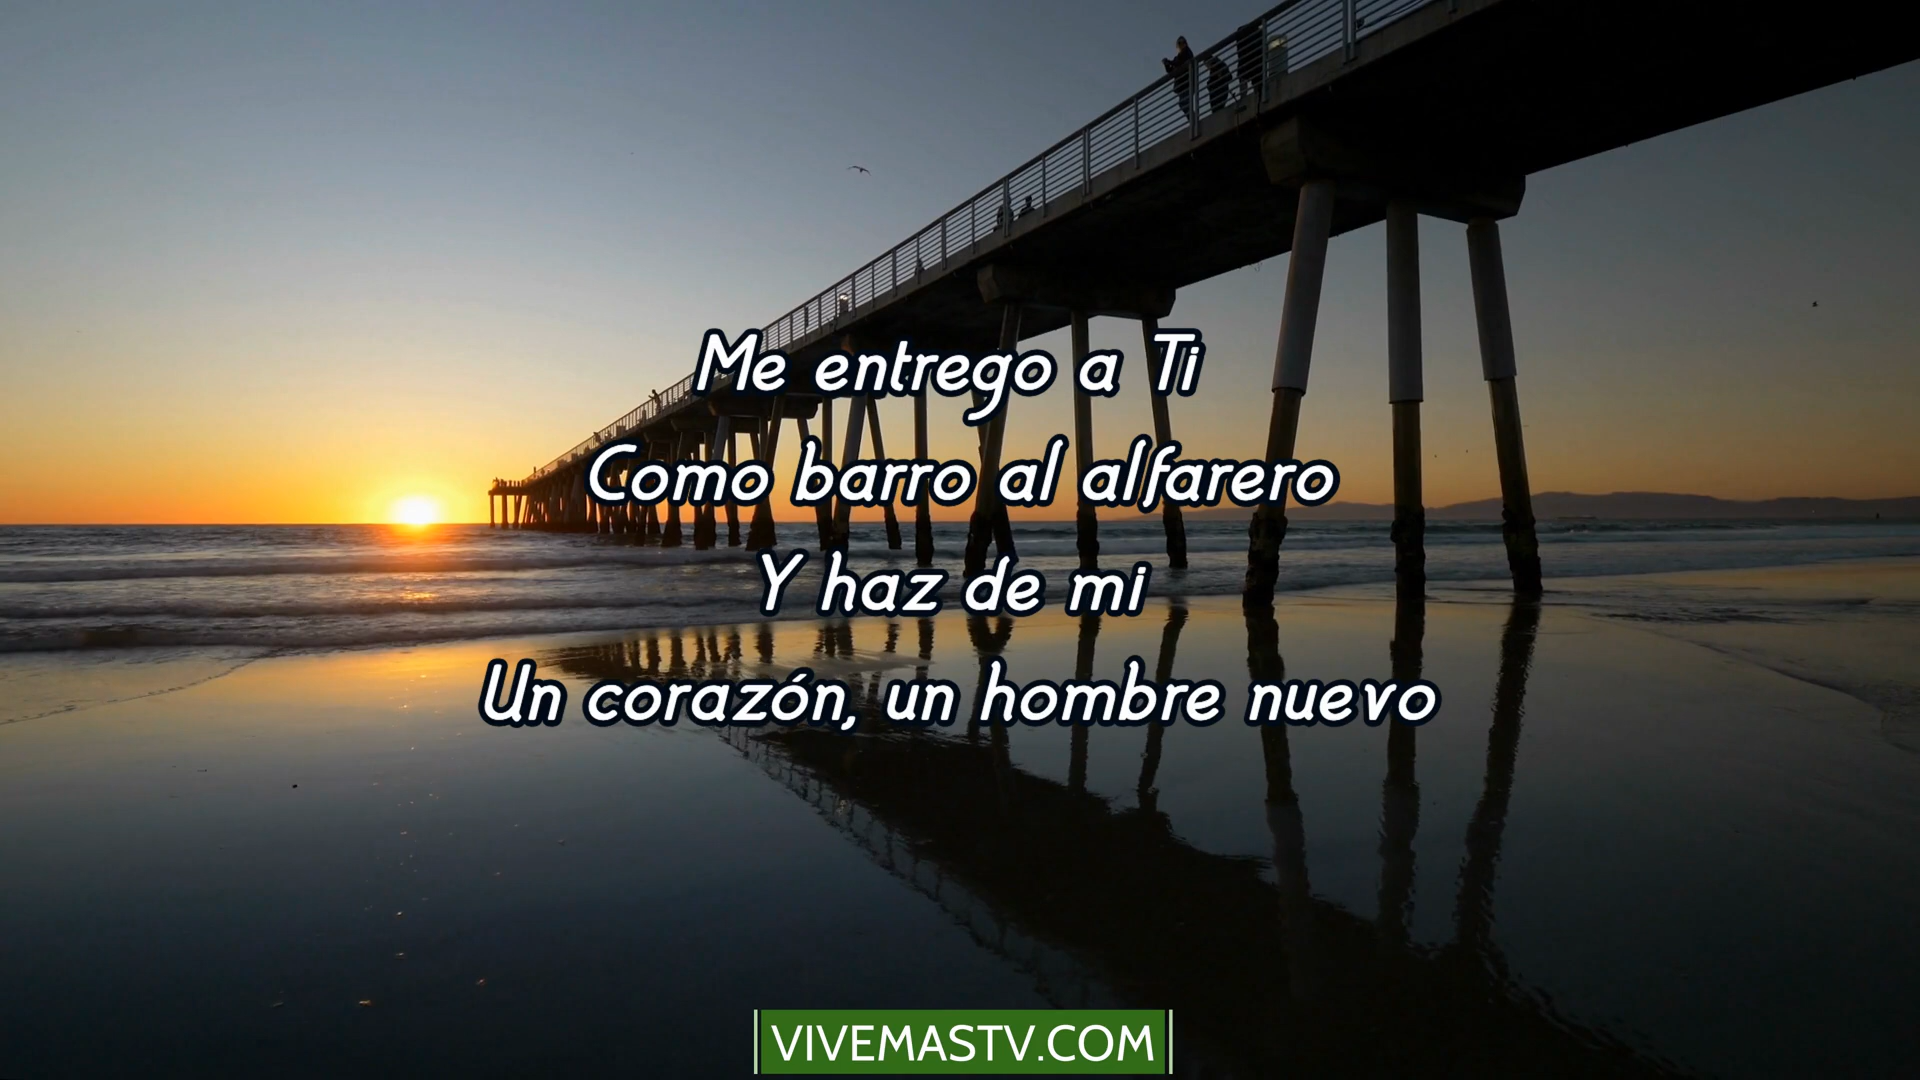 Me entrego a Ti
Como barro al alfarero
Y haz de mi
Un corazón, un hombre nuevo
VIVEMASTV.COM